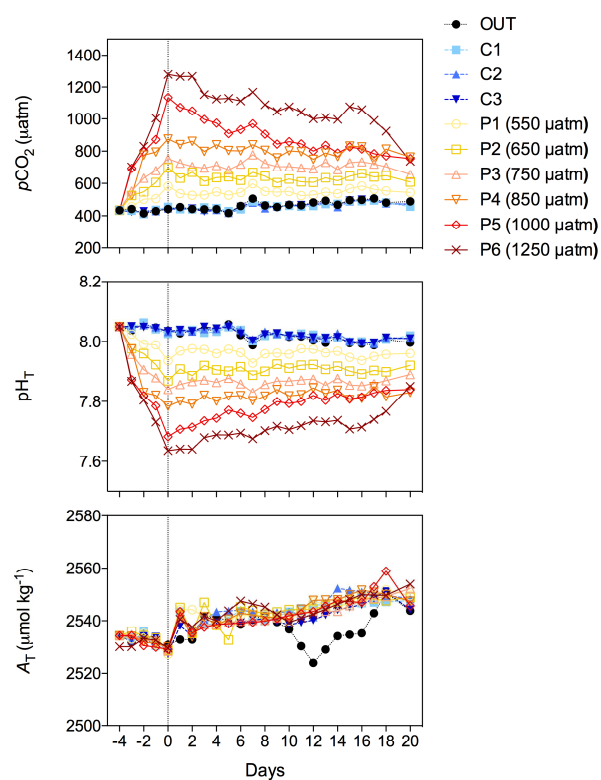 OUT
C1
C2
C3
P1 (550 µatm)
P2 (650 µatm)
P3 (750 µatm)
P4 (850 µatm)
P5 (1000 µatm)
P6 (1250 µatm)
pCO2 (µatm)
1400
1200
1000
800
600
400
200
pHT
8.2
8.0
7.8
7.6
AT (µmol kg-1)
2580
2560
2540
2520
2500
-4 -2 0 2 4 6 8 10 12 14 16 18 20
Days